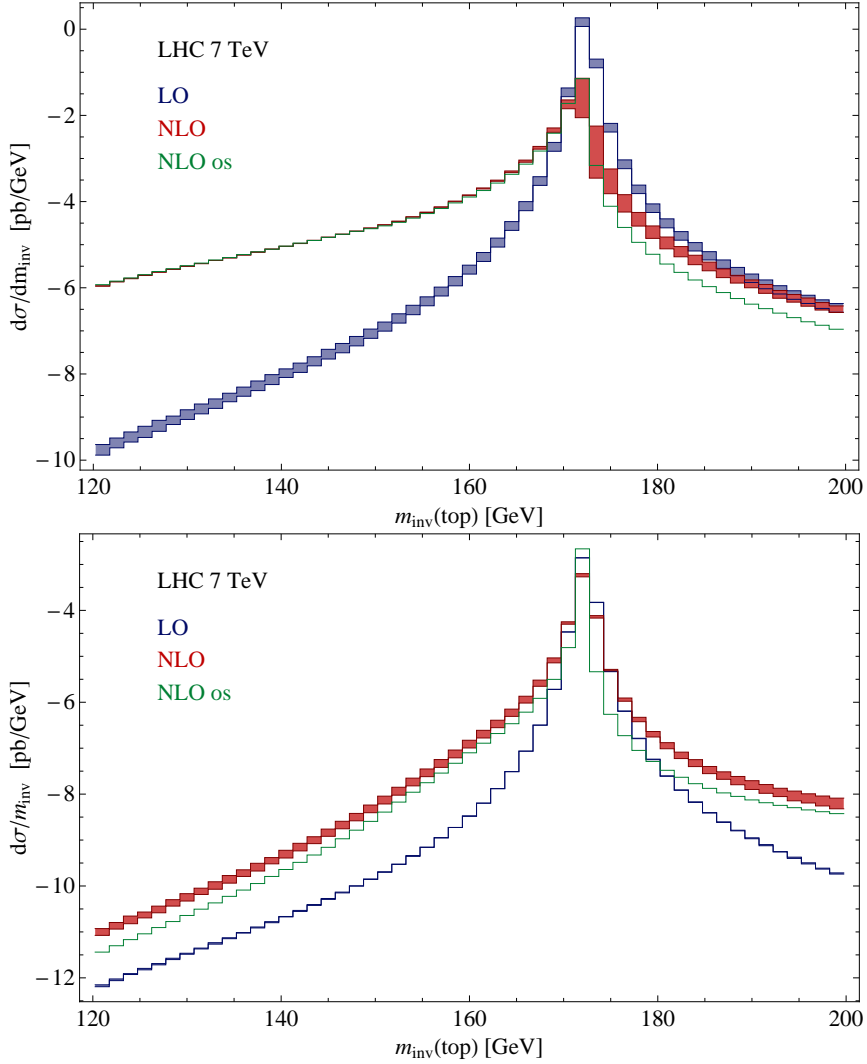 0
−2
−4
−6
−8
−10
dσ/dm_inv [pb/GeV]
LHC 7 TeV
LO
NLO
NLO os
120 140 160 180 200
m_inv(top) [GeV]
−4
−6
−8
−10
−12
dσ/m_inv [pb/GeV]
LHC 7 TeV
LO
NLO
NLO os
120 140 160 180 200
m_inv(top) [GeV]